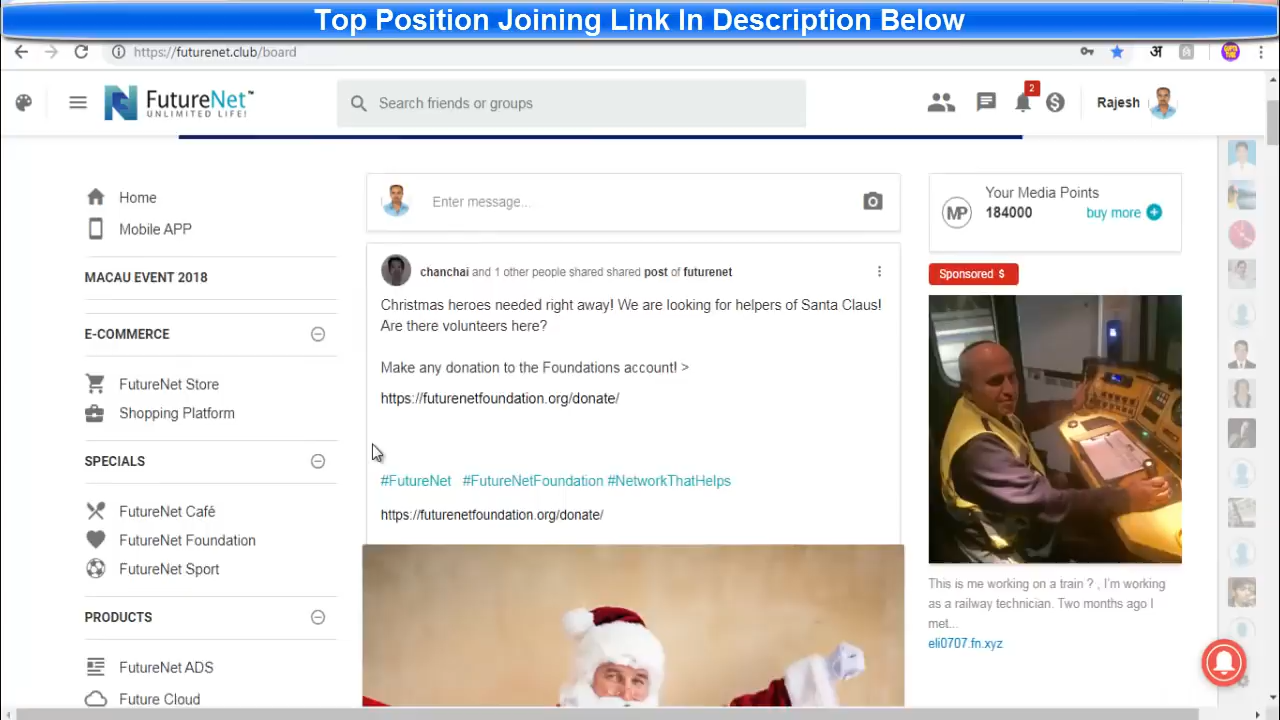 Top Position Joining Link In Description Below
https://futurenet.club/board
अ
FutureNet™
UNLIMITED LIFE!
Search friends or groups
2
Rajesh
Home
Mobile APP
MACAU EVENT 2018
E-COMMERCE
FutureNet Store
Shopping Platform
SPECIALS
FutureNet Café
FutureNet Foundation
FutureNet Sport
PRODUCTS
FutureNet ADS
Future Cloud
Enter message...
chanchai and 1 other people shared shared post of futurenet
Christmas heroes needed right away! We are looking for helpers of Santa Claus!
Are there volunteers here?
Make any donation to the Foundations account! >
https://futurenetfoundation.org/donate/
#FutureNet #FutureNetFoundation #NetworkThatHelps
https://futurenetfoundation.org/donate/
Your Media Points
MP
184000
buy more
Sponsored $
This is me working on a train ? , I'm working
as a railway technician. Two months ago I
met...
eli0707.fn.xyz